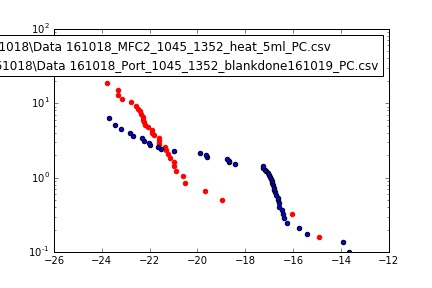 10²
1018\Data 161018_MFC2_1045_1352_heat_5ml_PC.csv
61018\Data 161018_Port_1045_1352_blankdone161019_PC.csv
10¹
10⁰
10⁻¹
−26 −24 −22 −20 −18 −16 −14 −12